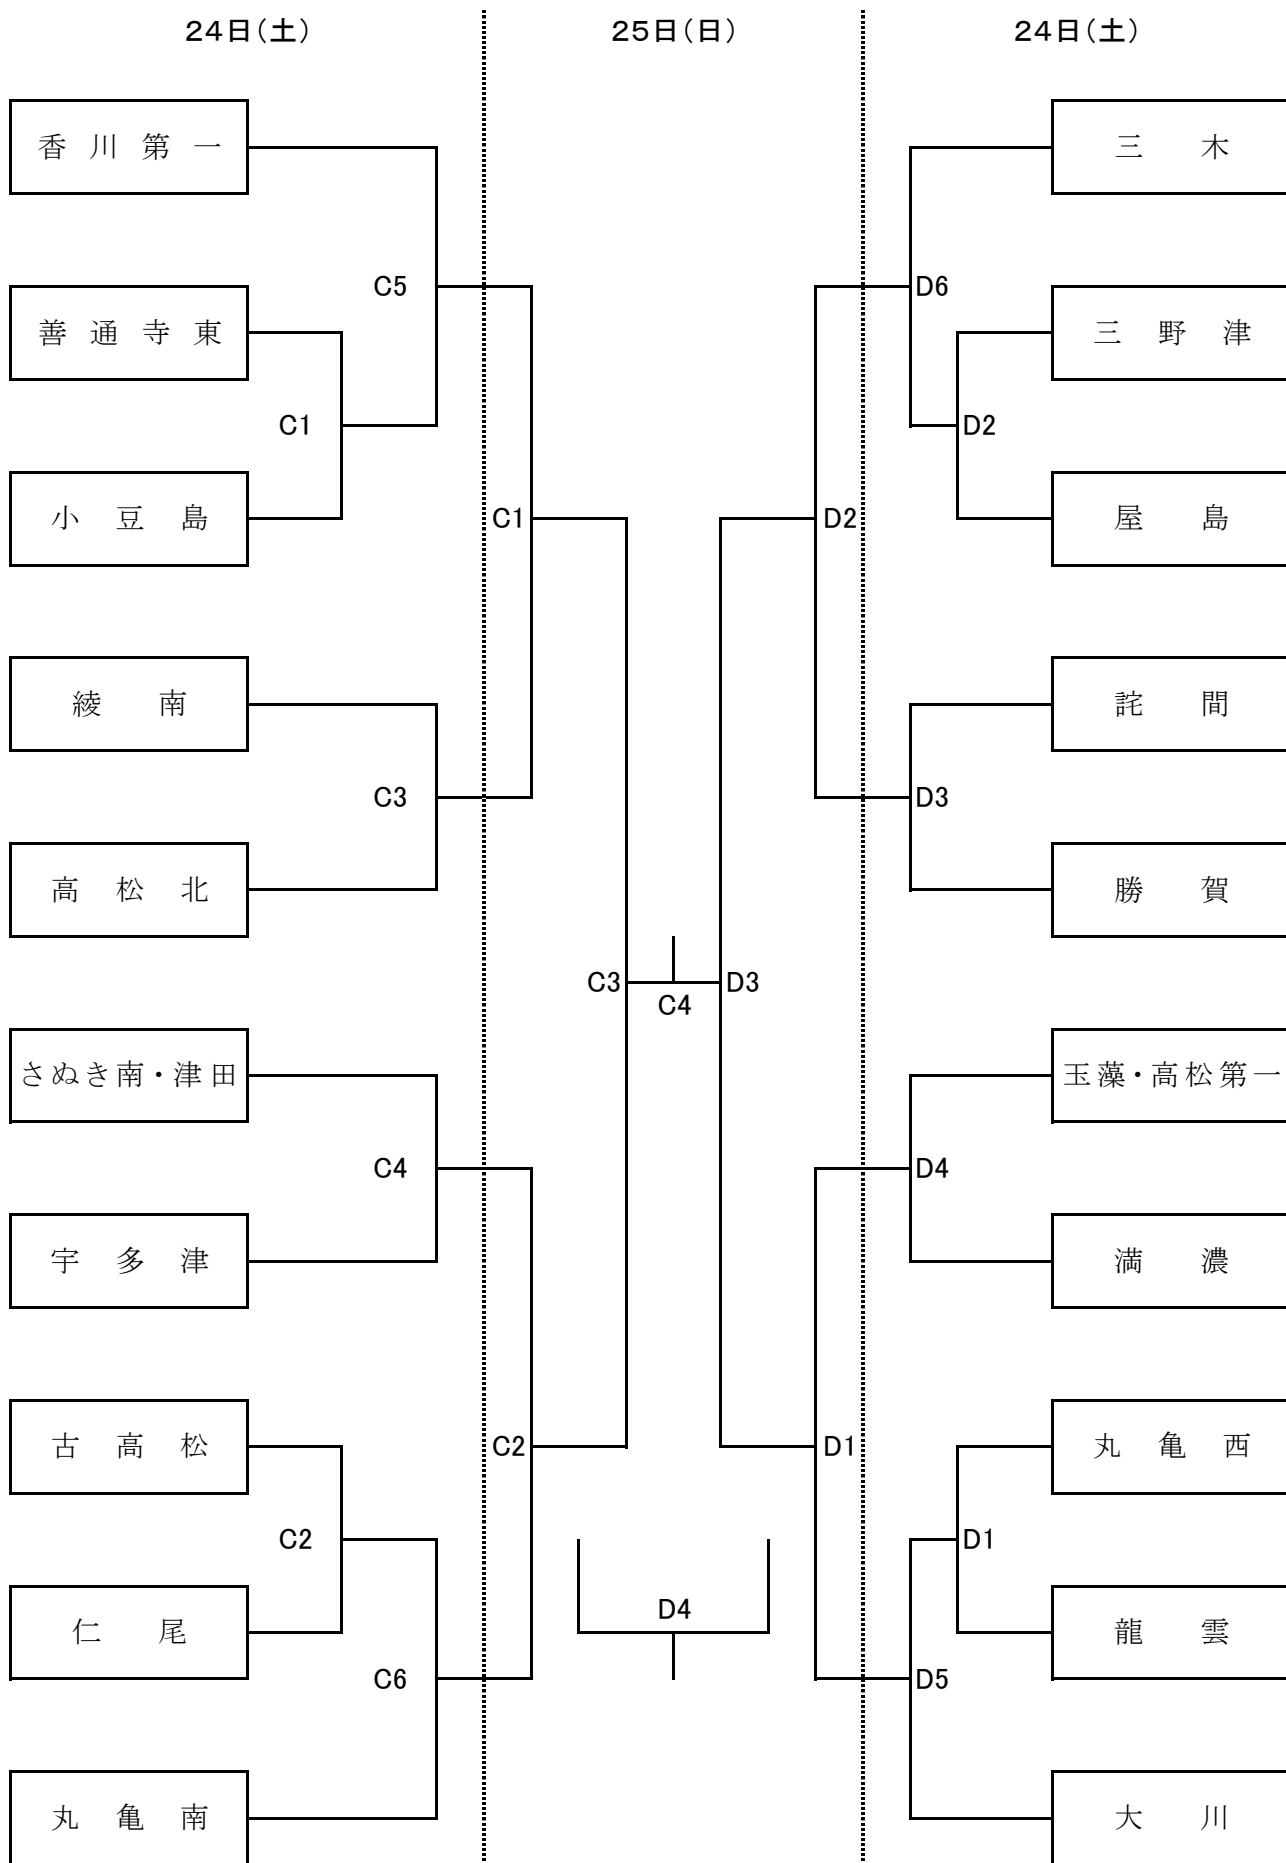 24日(土)
25日(日)
24日(土)
香川第一
三木
C5
D6
善通寺東
三野津
C1
D2
小豆島
C1
D2
屋島
綾南
詫間
C3
D3
高松北
勝賀
C3
D3
C4
さぬき南・津田
玉藻・高松第一
C4
D4
宇多津
満濃
古高松
C2
D1
丸亀西
C2
D1
D4
仁尾
龍雲
C6
D5
丸亀南
大川